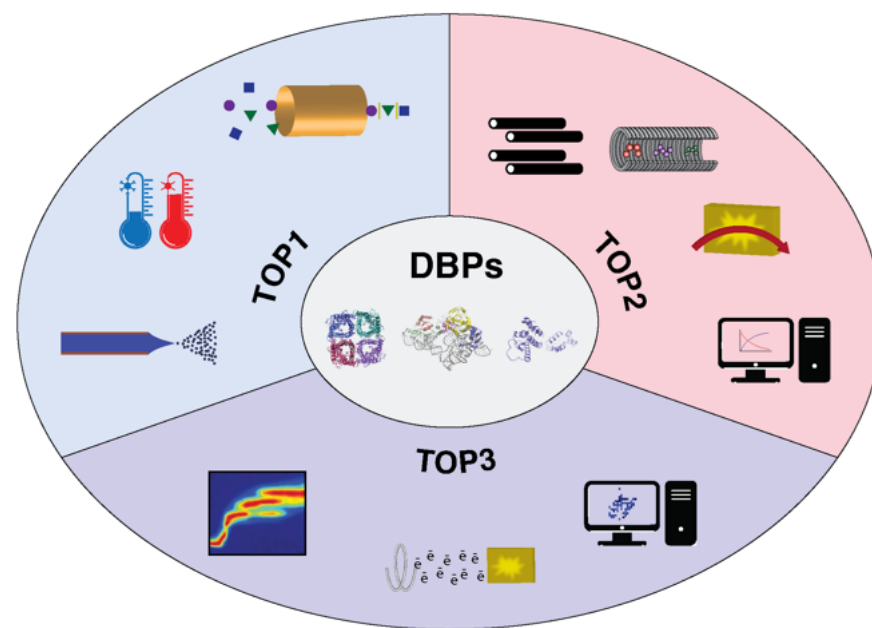 TOP1
DBPs
TOP2
TOP3
ē ē ē ē ē
ē ē ē ē ē